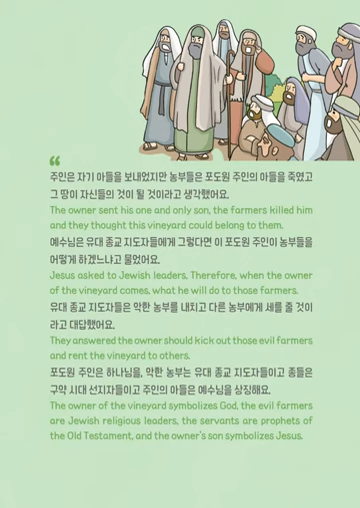 “
주인은 자기 아들을 보내었지만 농부들은 포도원 주인의 아들을 죽였고
그 땅이 자신들의 것이 될 것이라고 생각했어요.
The owner sent his one and only son, the farmers killed him
and they thought this vineyard could belong to them.
예수님은 유대 종교 지도자들에게 그렇다면 이 포도원 주인이 농부들을
어떻게 하겠느냐고 물었어요.
Jesus asked to Jewish leaders, Therefore, when the owner
of the vineyard comes, what he will do to those farmers.
유대 종교 지도자들은 악한 농부를 내치고 다른 농부에게 세를 줄 것이
라고 대답했어요.
They answered the owner should kick out those evil farmers
and rent the vineyard to others.
포도원 주인은 하나님을, 악한 농부는 유대 종교 지도자들이고 종들은
구약 시대 선지자들이고 주인의 아들은 예수님을 상징해요.
The owner of the vineyard symbolizes God, the evil farmers
are Jewish religious leaders, the servants are prophets of
the Old Testament, and the owner's son symbolizes Jesus.